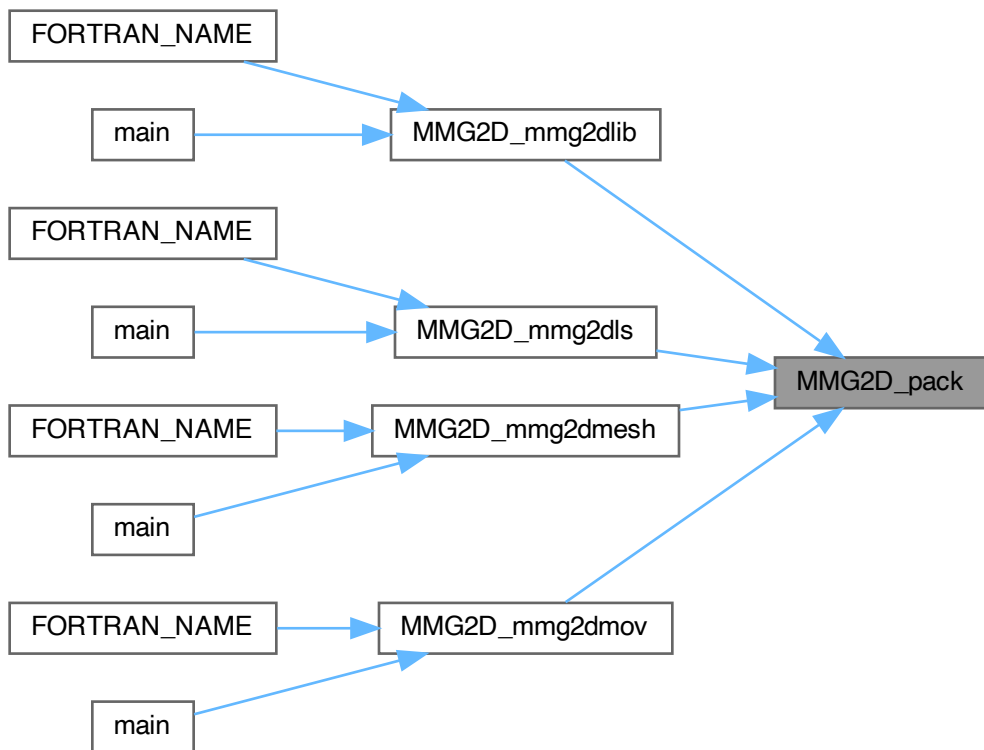 FORTRAN_NAME
main
MMG2D_mmg2dlib
FORTRAN_NAME
main
MMG2D_mmg2dls
MMG2D_pack
FORTRAN_NAME
MMG2D_mmg2dmesh
main
FORTRAN_NAME
MMG2D_mmg2dmov
main